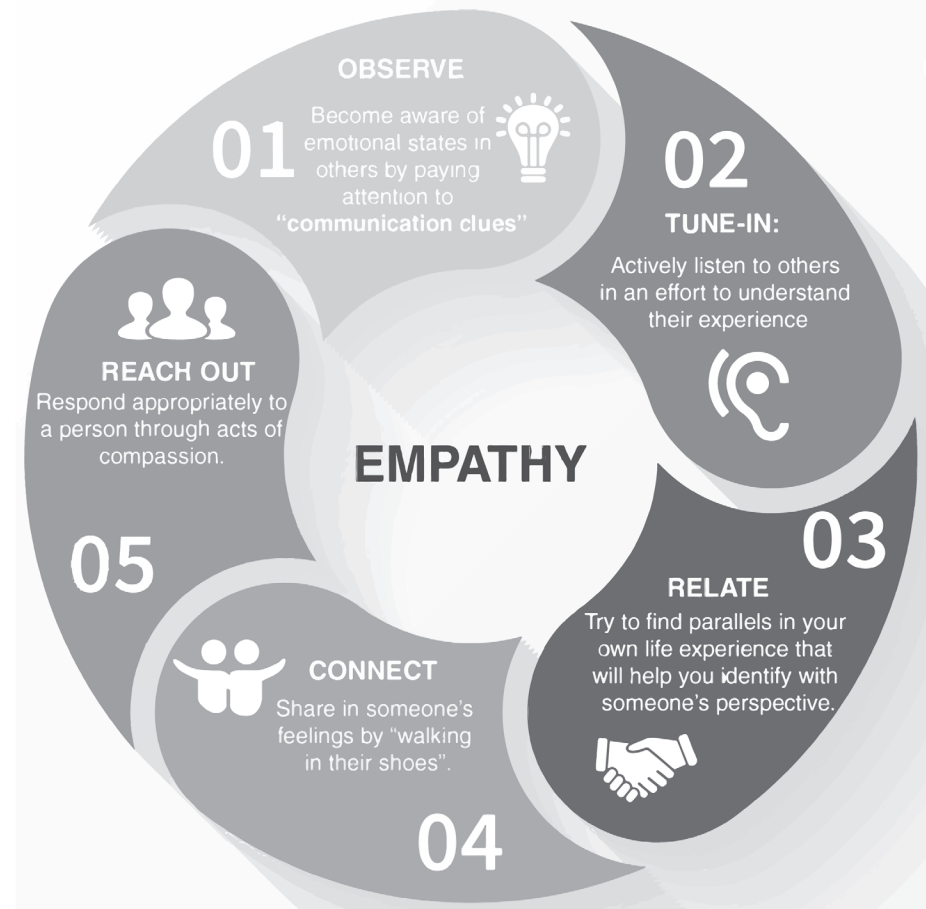 OBSERVE
01
Become aware of
emotional states in
others by paying
attention to
“communication clues”
02
TUNE-IN:
Actively listen to others
in an effort to understand
their experience
03
RELATE
Try to find parallels in your
own life experience that
will help you identify with
someone’s perspective.
CONNECT
Share in someone’s
feelings by “walking
in their shoes”.
04
REACH OUT
Respond appropriately to
a person through acts of
compassion.
05
EMPATHY